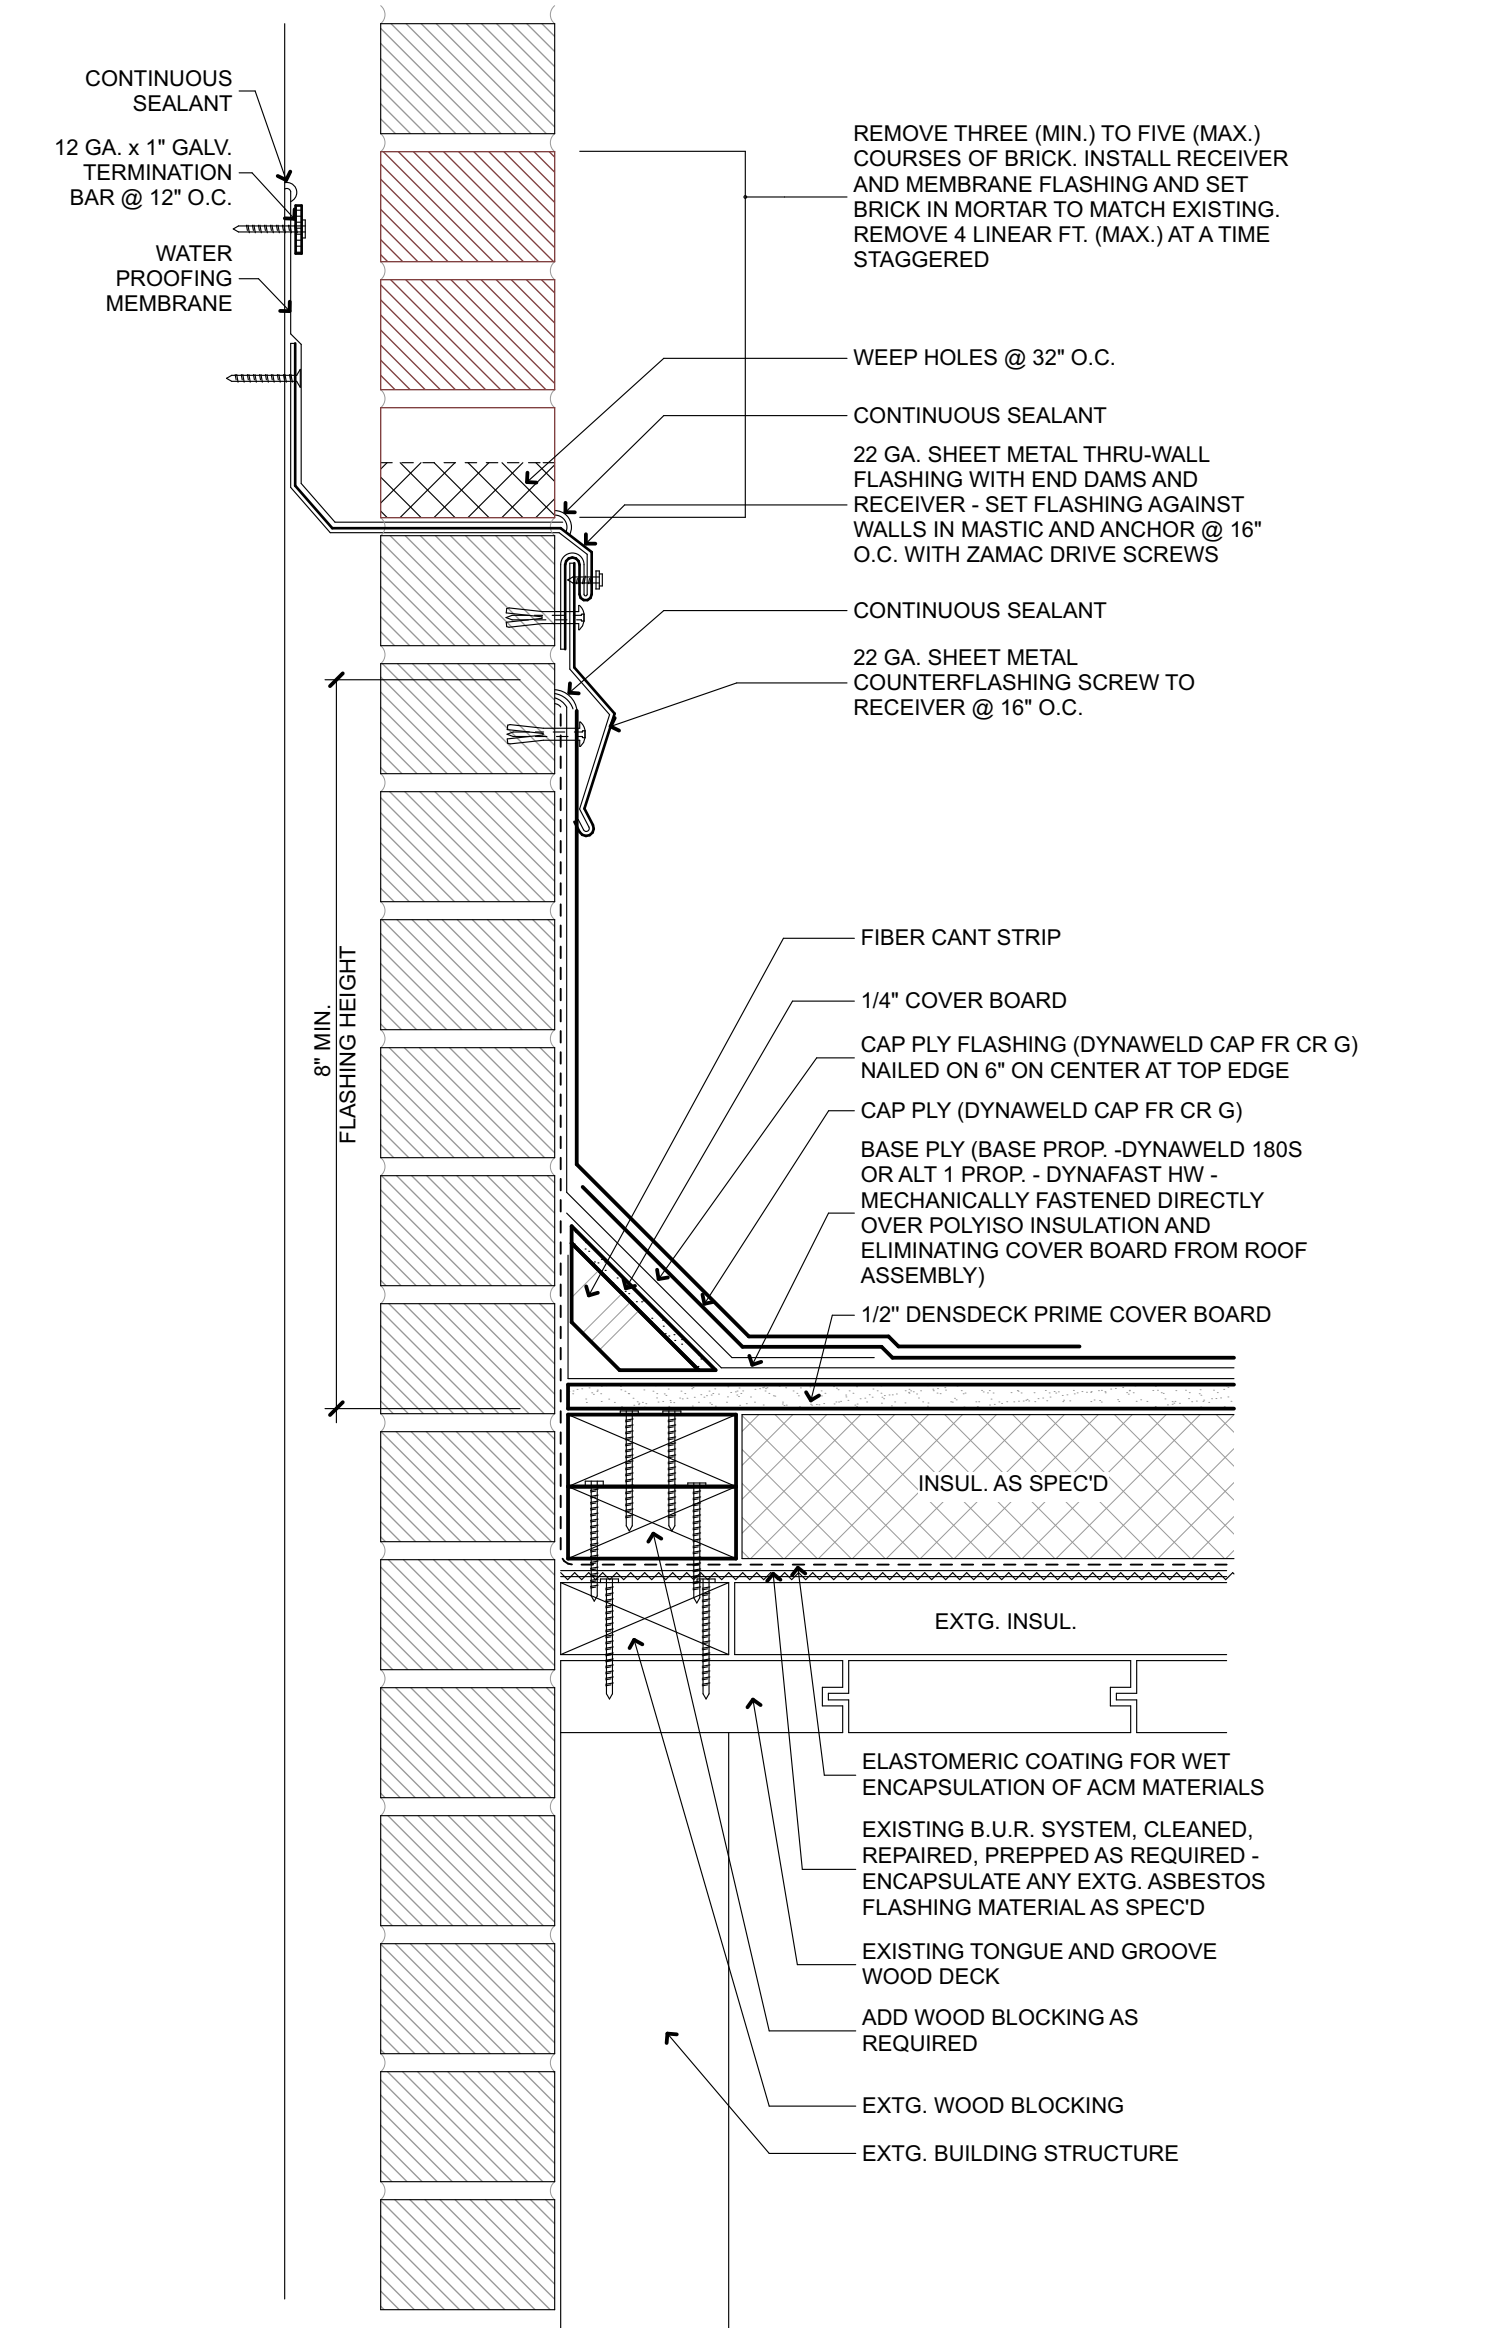 CONTINUOUS
SEALANT
12 GA. x 1" GALV.
TERMINATION
BAR @ 12" O.C.
WATER
PROOFING
MEMBRANE
REMOVE THREE (MIN.) TO FIVE (MAX.)
COURSES OF BRICK. INSTALL RECEIVER
AND MEMBRANE FLASHING AND SET
BRICK IN MORTAR TO MATCH EXISTING.
REMOVE 4 LINEAR FT. (MAX.) AT A TIME
STAGGERED
WEEP HOLES @ 32" O.C.
CONTINUOUS SEALANT
22 GA. SHEET METAL THRU-WALL
FLASHING WITH END DAMS AND
RECEIVER - SET FLASHING AGAINST
WALLS IN MASTIC AND ANCHOR @ 16"
O.C. WITH ZAMAC DRIVE SCREWS
CONTINUOUS SEALANT
22 GA. SHEET METAL
COUNTERFLASHING SCREW TO
RECEIVER @ 16" O.C.
8" MIN.
FLASHING HEIGHT
FIBER CANT STRIP
1/4" COVER BOARD
CAP PLY FLASHING (DYNAWELD CAP FR CR G)
NAILED ON 6" ON CENTER AT TOP EDGE
CAP PLY (DYNAWELD CAP FR CR G)
BASE PLY (BASE PROP. -DYNAWELD 180S
OR ALT 1 PROP. - DYNAFAST HW -
MECHANICALLY FASTENED DIRECTLY
OVER POLYISO INSULATION AND
ELIMINATING COVER BOARD FROM ROOF
ASSEMBLY)
1/2" DENSDECK PRIME COVER BOARD
INSUL. AS SPEC'D
EXTG. INSUL.
ELASTOMERIC COATING FOR WET
ENCAPSULATION OF ACM MATERIALS
EXISTING B.U.R. SYSTEM, CLEANED,
REPAIRED, PREPPED AS REQUIRED -
ENCAPSULATE ANY EXTG. ASBESTOS
FLASHING MATERIAL AS SPEC'D
EXISTING TONGUE AND GROOVE
WOOD DECK
ADD WOOD BLOCKING AS
REQUIRED
EXTG. WOOD BLOCKING
EXTG. BUILDING STRUCTURE